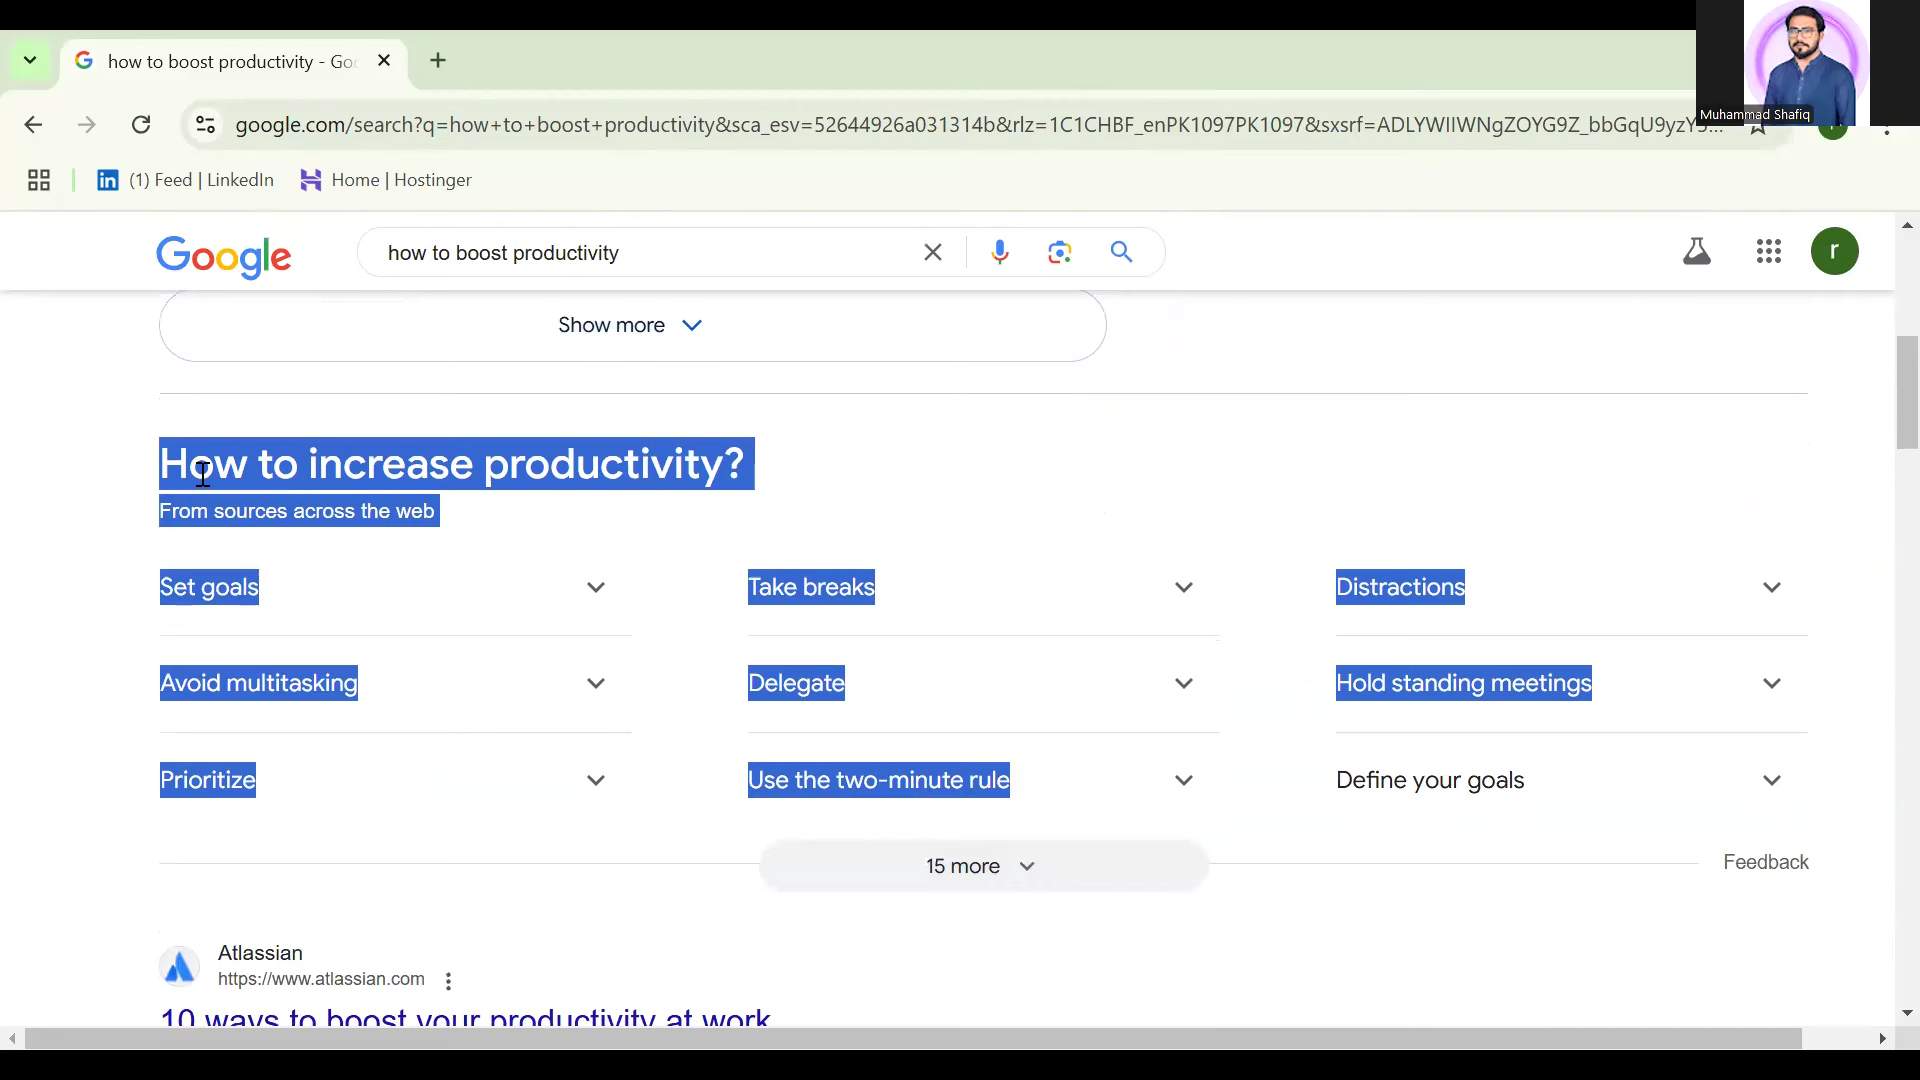 how to boost productivity - Go
Muhammad Shafiq
google.com/search?q=how+to+boost+productivity&sca_esv=52644926a031314b&rlz=1C1CHBF_enPK1097PK1097&sxsrf=ADLYWIIWNgZOYG9Z_bbGqU9yzY5...
(1) Feed | LinkedIn
Home | Hostinger
Google
how to boost productivity
r
Show more
How to increase productivity?
From sources across the web
Set goals
Take breaks
Distractions
Avoid multitasking
Delegate
Hold standing meetings
Prioritize
Use the two-minute rule
Define your goals
15 more
Feedback
Atlassian
https://www.atlassian.com
10 ways to boost your productivity at work